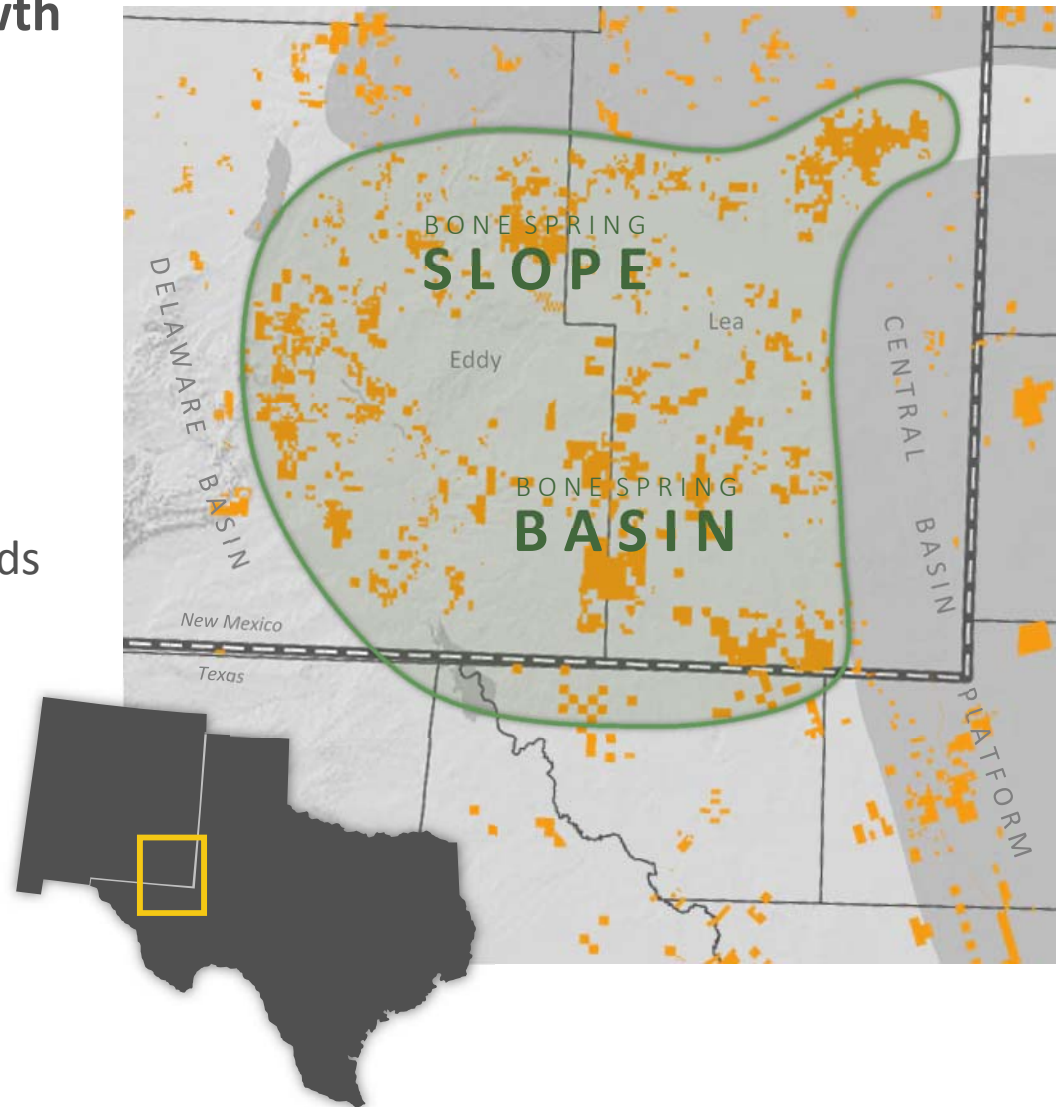 wth
BONE SPRING
SLOPE
Lea
Eddy
DELAWARE BASIN
CENTRAL BASIN PLATFORM
BONE SPRING
BASIN
ds
New Mexico
Texas